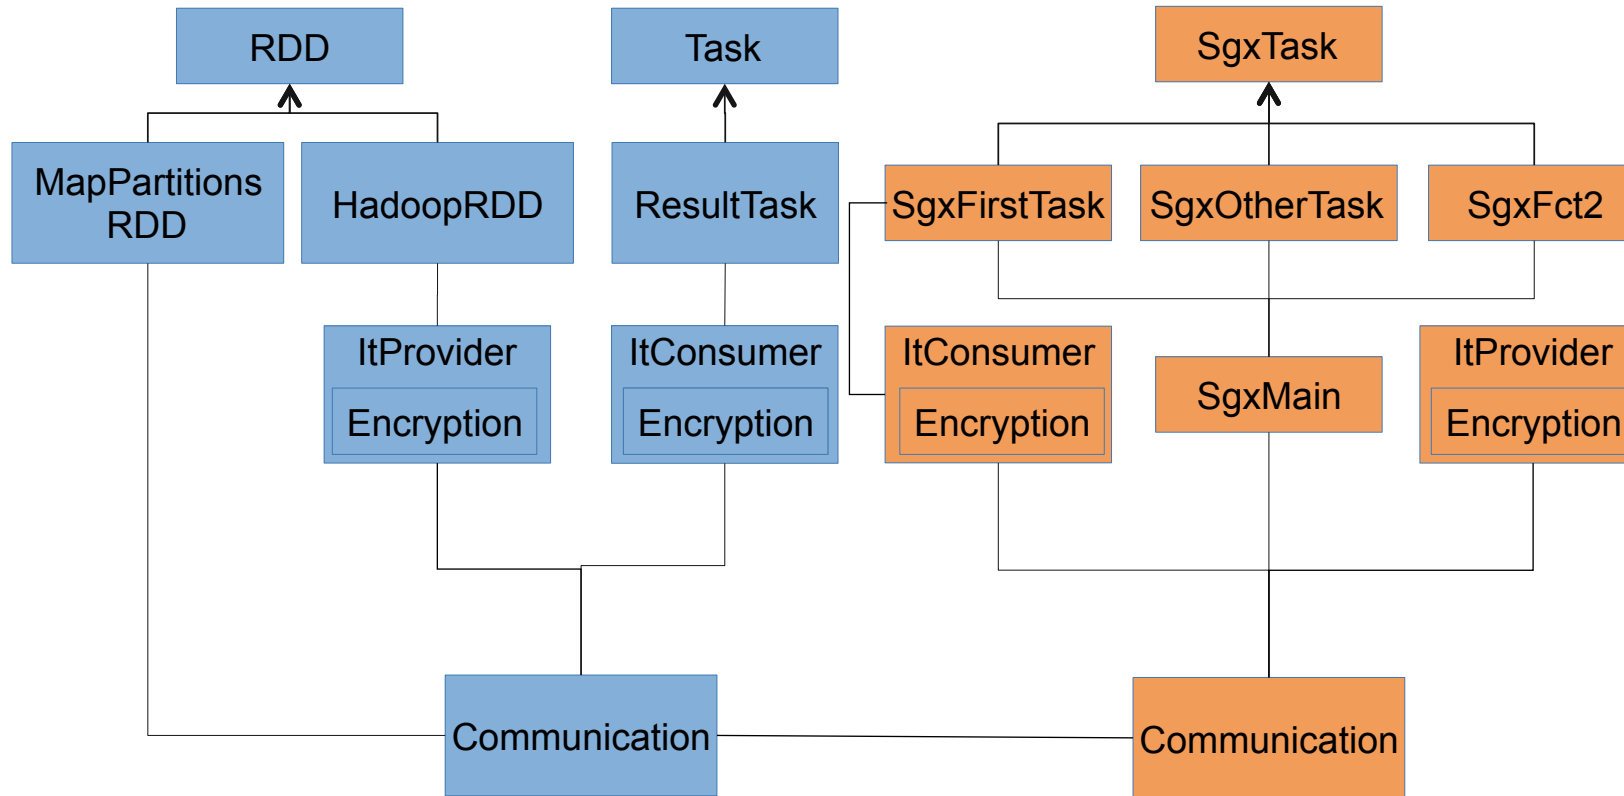 RDD
Task
SgxTask
MapPartitions
RDD
HadoopRDD
ResultTask
SgxFirstTask
SgxOtherTask
SgxFct2
ItProvider
Encryption
ItConsumer
Encryption
ItConsumer
Encryption
SgxMain
ItProvider
Encryption
Communication
Communication